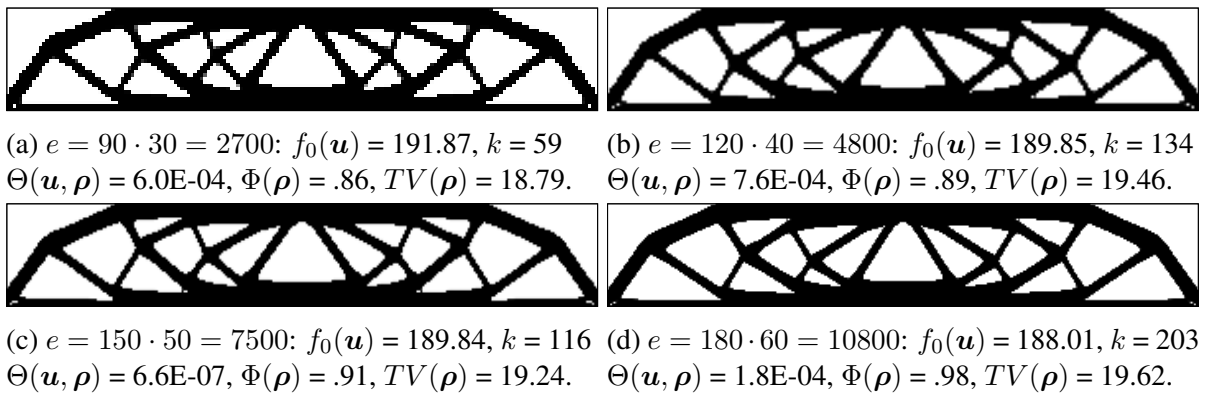 (a) e = 90 · 30 = 2700: f₀(u) = 191.87, k = 59
Θ(u, ρ) = 6.0E-04, Φ(ρ) = .86, TV(ρ) = 18.79.
(b) e = 120 · 40 = 4800: f₀(u) = 189.85, k = 134
Θ(u, ρ) = 7.6E-04, Φ(ρ) = .89, TV(ρ) = 19.46.
(c) e = 150 · 50 = 7500: f₀(u) = 189.84, k = 116
Θ(u, ρ) = 6.6E-07, Φ(ρ) = .91, TV(ρ) = 19.24.
(d) e = 180 · 60 = 10800: f₀(u) = 188.01, k = 203
Θ(u, ρ) = 1.8E-04, Φ(ρ) = .98, TV(ρ) = 19.62.